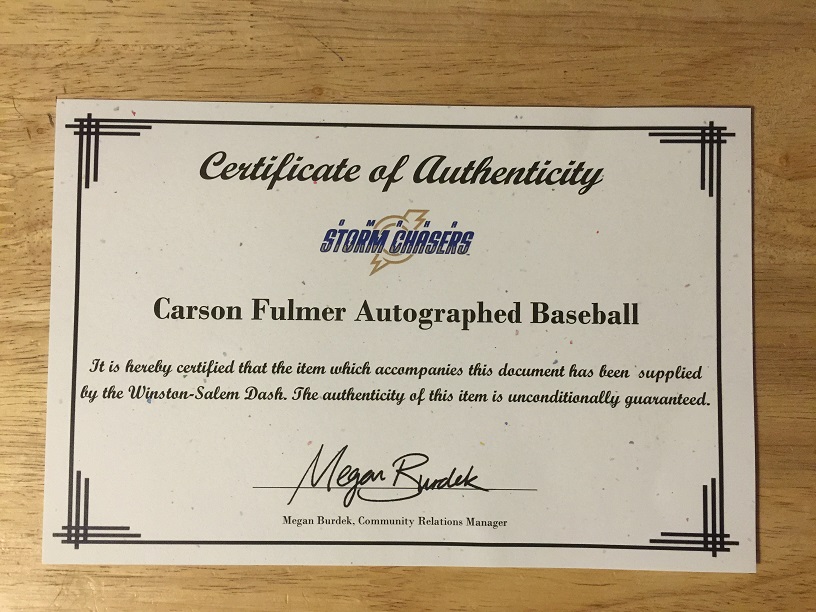 Certificate of Authenticity
OMAHA
STORM CHASERS
Carson Fulmer Autographed Baseball
It is hereby certified that the item which accompanies this document has been supplied
by the Winston-Salem Dash. The authenticity of this item is unconditionally guaranteed.
Megan Burdek
Megan Burdek, Community Relations Manager